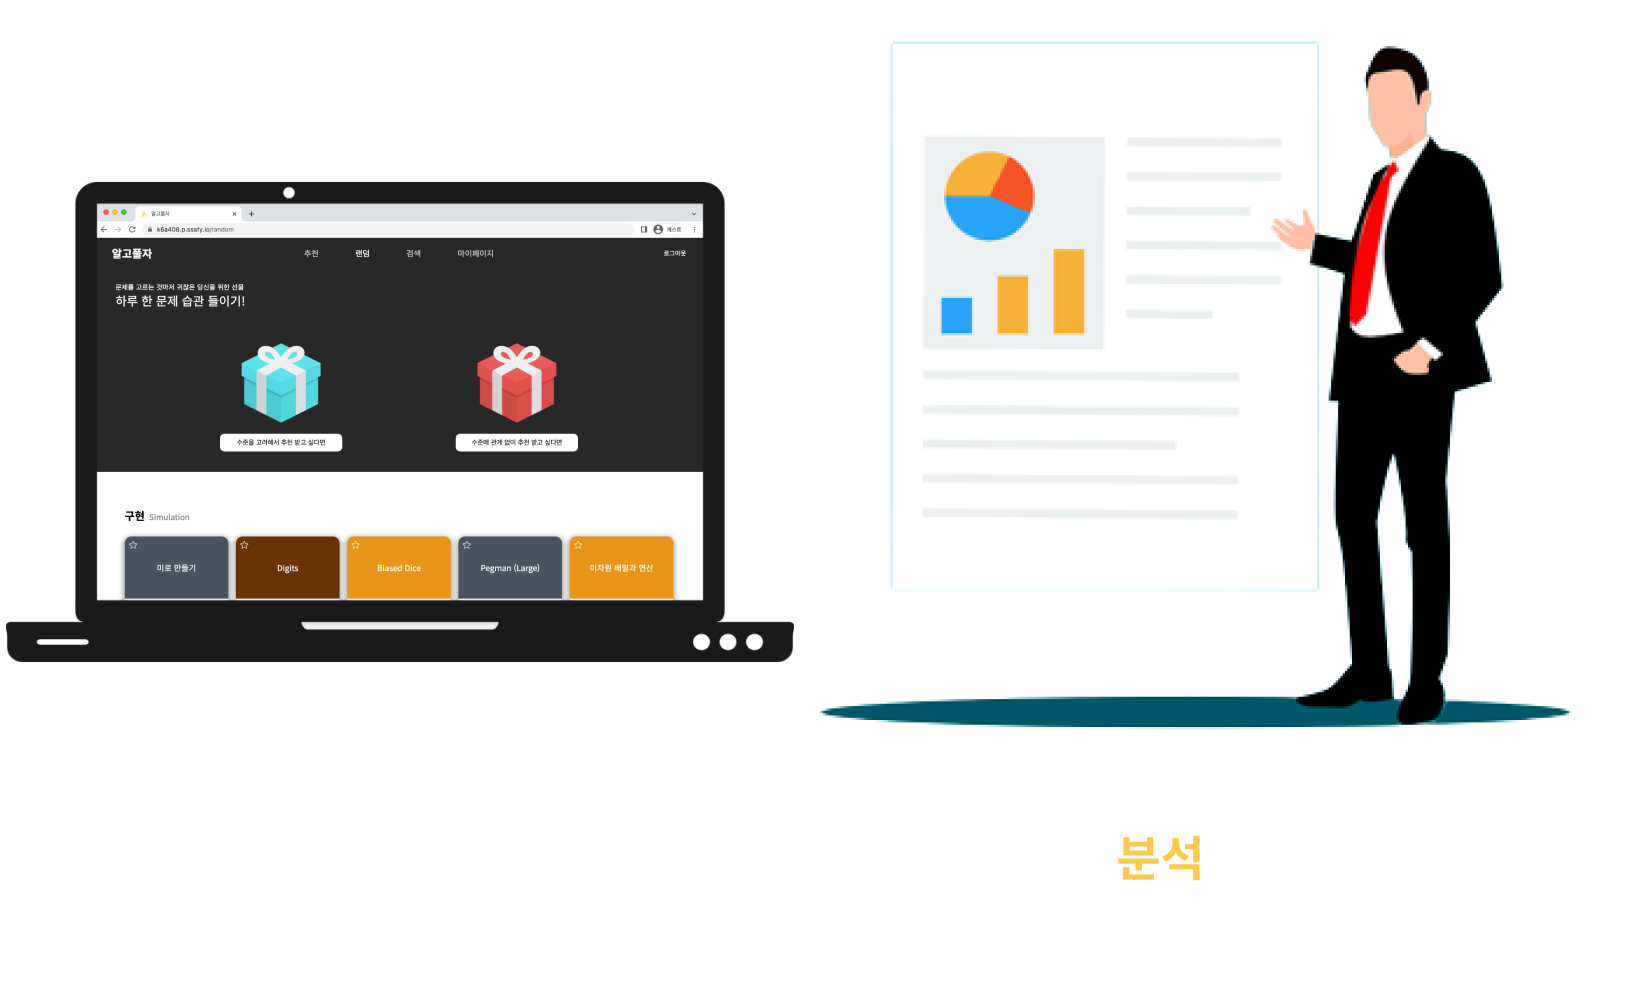 알고풀자
k6a408.p.ssafy.io/random
게스트
알고풀자 추천 랜덤 검색 마이페이지 로그아웃
문제를 고르는 것마저 귀찮은 당신을 위한 선물
하루 한 문제 습관 들이기!
수준을 고려해서 추천 받고 싶다면
수준에 관계 없이 추천 받고 싶다면
구현 Simulation
미로 만들기
Digits
Biased Dice
Pegman (Large)
이차원 배열과 연산
분석